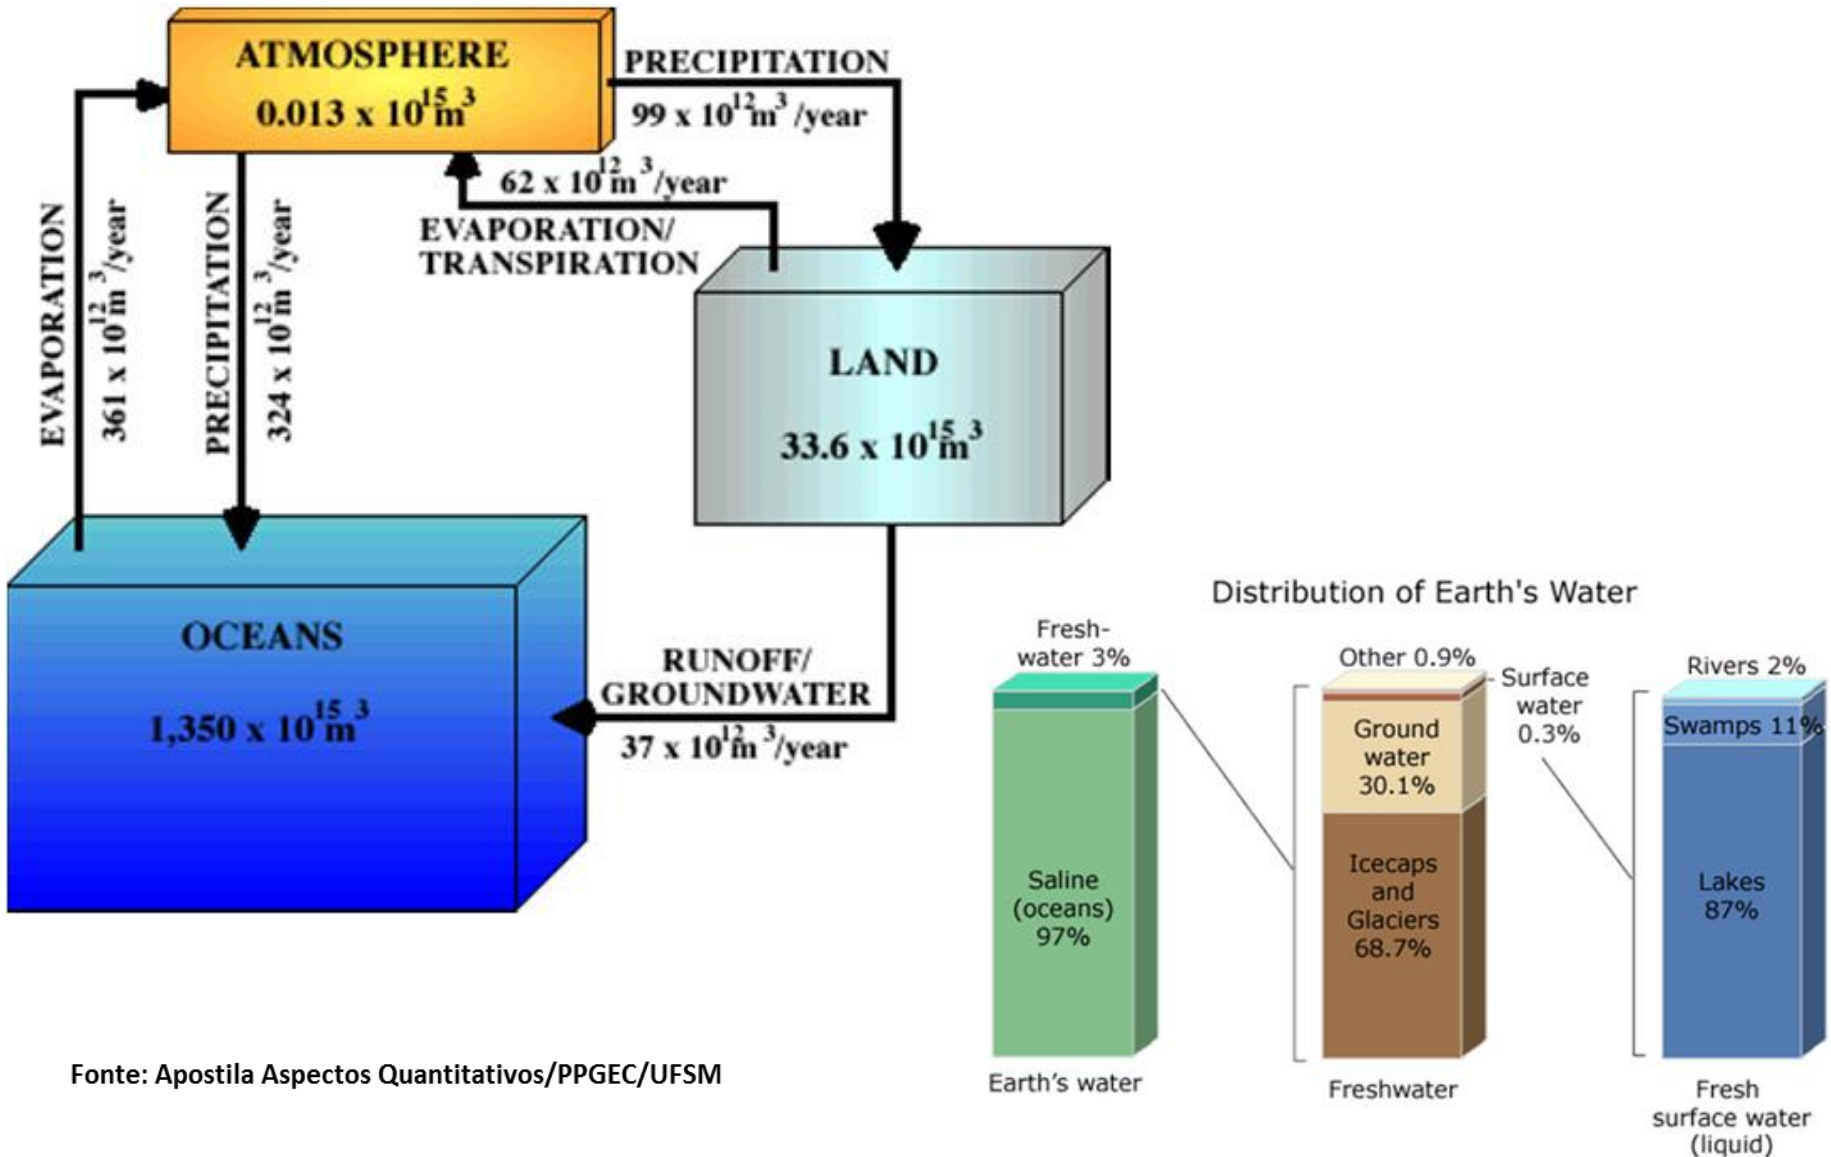 ATMOSPHERE
0.013 x 10¹⁵m³
PRECIPITATION
99 x 10¹²m³/year
62 x 10¹²m³/year
EVAPORATION/
TRANSPIRATION
EVAPORATION
361 x 10¹²m³/year
PRECIPITATION
324 x 10¹²m³/year
LAND
33.6 x 10¹⁵m³
OCEANS
1,350 x 10¹⁵m³
RUNOFF/
GROUNDWATER
37 x 10¹²m³/year
Distribution of Earth's Water
Fresh-
water 3%
Saline
(oceans)
97%
Earth’s water
Other 0.9%
Surface
water
0.3%
Ground
water
30.1%
Icecaps
and
Glaciers
68.7%
Freshwater
Rivers 2%
Swamps 11%
Lakes
87%
Fresh
surface water
(liquid)
Fonte: Apostila Aspectos Quantitativos/PPGEC/UFSM